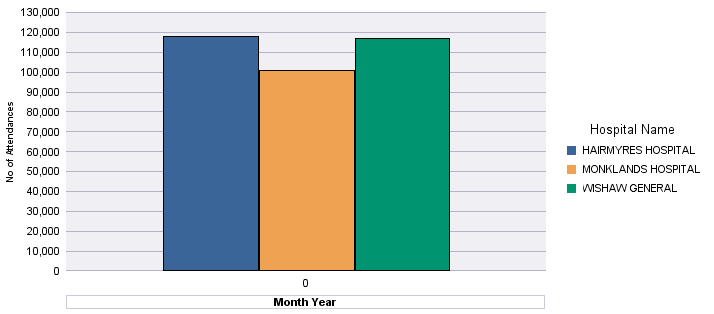 130,000
120,000
110,000
100,000
90,000
80,000
70,000
60,000
50,000
40,000
30,000
20,000
10,000
0
No of Attendances
0
Month Year
Hospital Name
HAIRMYRES HOSPITAL
MONKLANDS HOSPITAL
WISHAW GENERAL